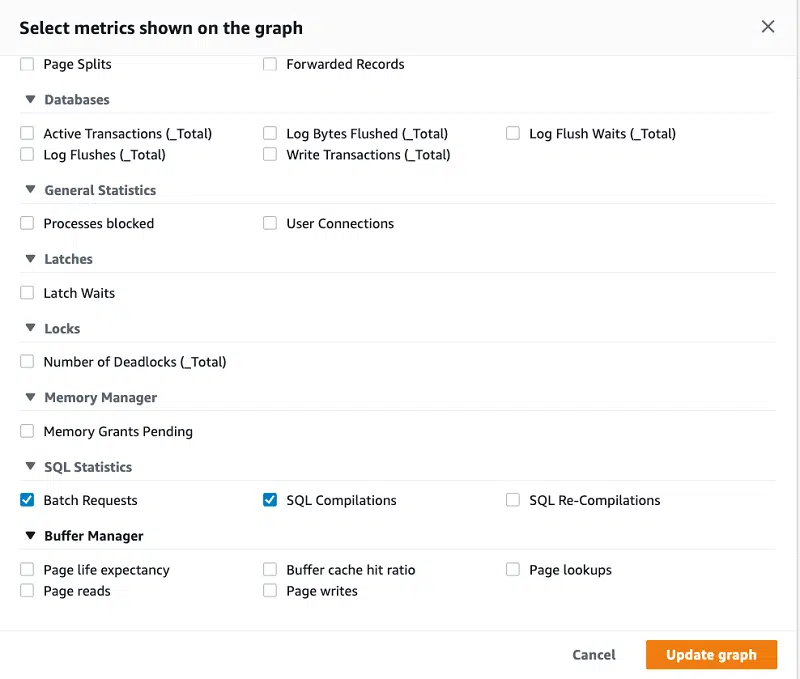 Select metrics shown on the graph
Page Splits Forwarded Records
Databases
Active Transactions (_Total) Log Bytes Flushed (_Total) Log Flush Waits (_Total)
Log Flushes (_Total) Write Transactions (_Total)
General Statistics
Processes blocked User Connections
Latches
Latch Waits
Locks
Number of Deadlocks (_Total)
Memory Manager
Memory Grants Pending
SQL Statistics
Batch Requests SQL Compilations SQL Re-Compilations
Buffer Manager
Page life expectancy Buffer cache hit ratio Page lookups
Page reads Page writes
Cancel Update graph